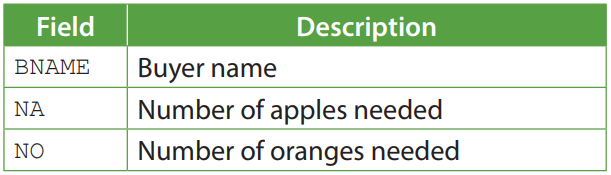 Field Description
BNAME Buyer name
NA Number of apples needed
NO Number of oranges needed